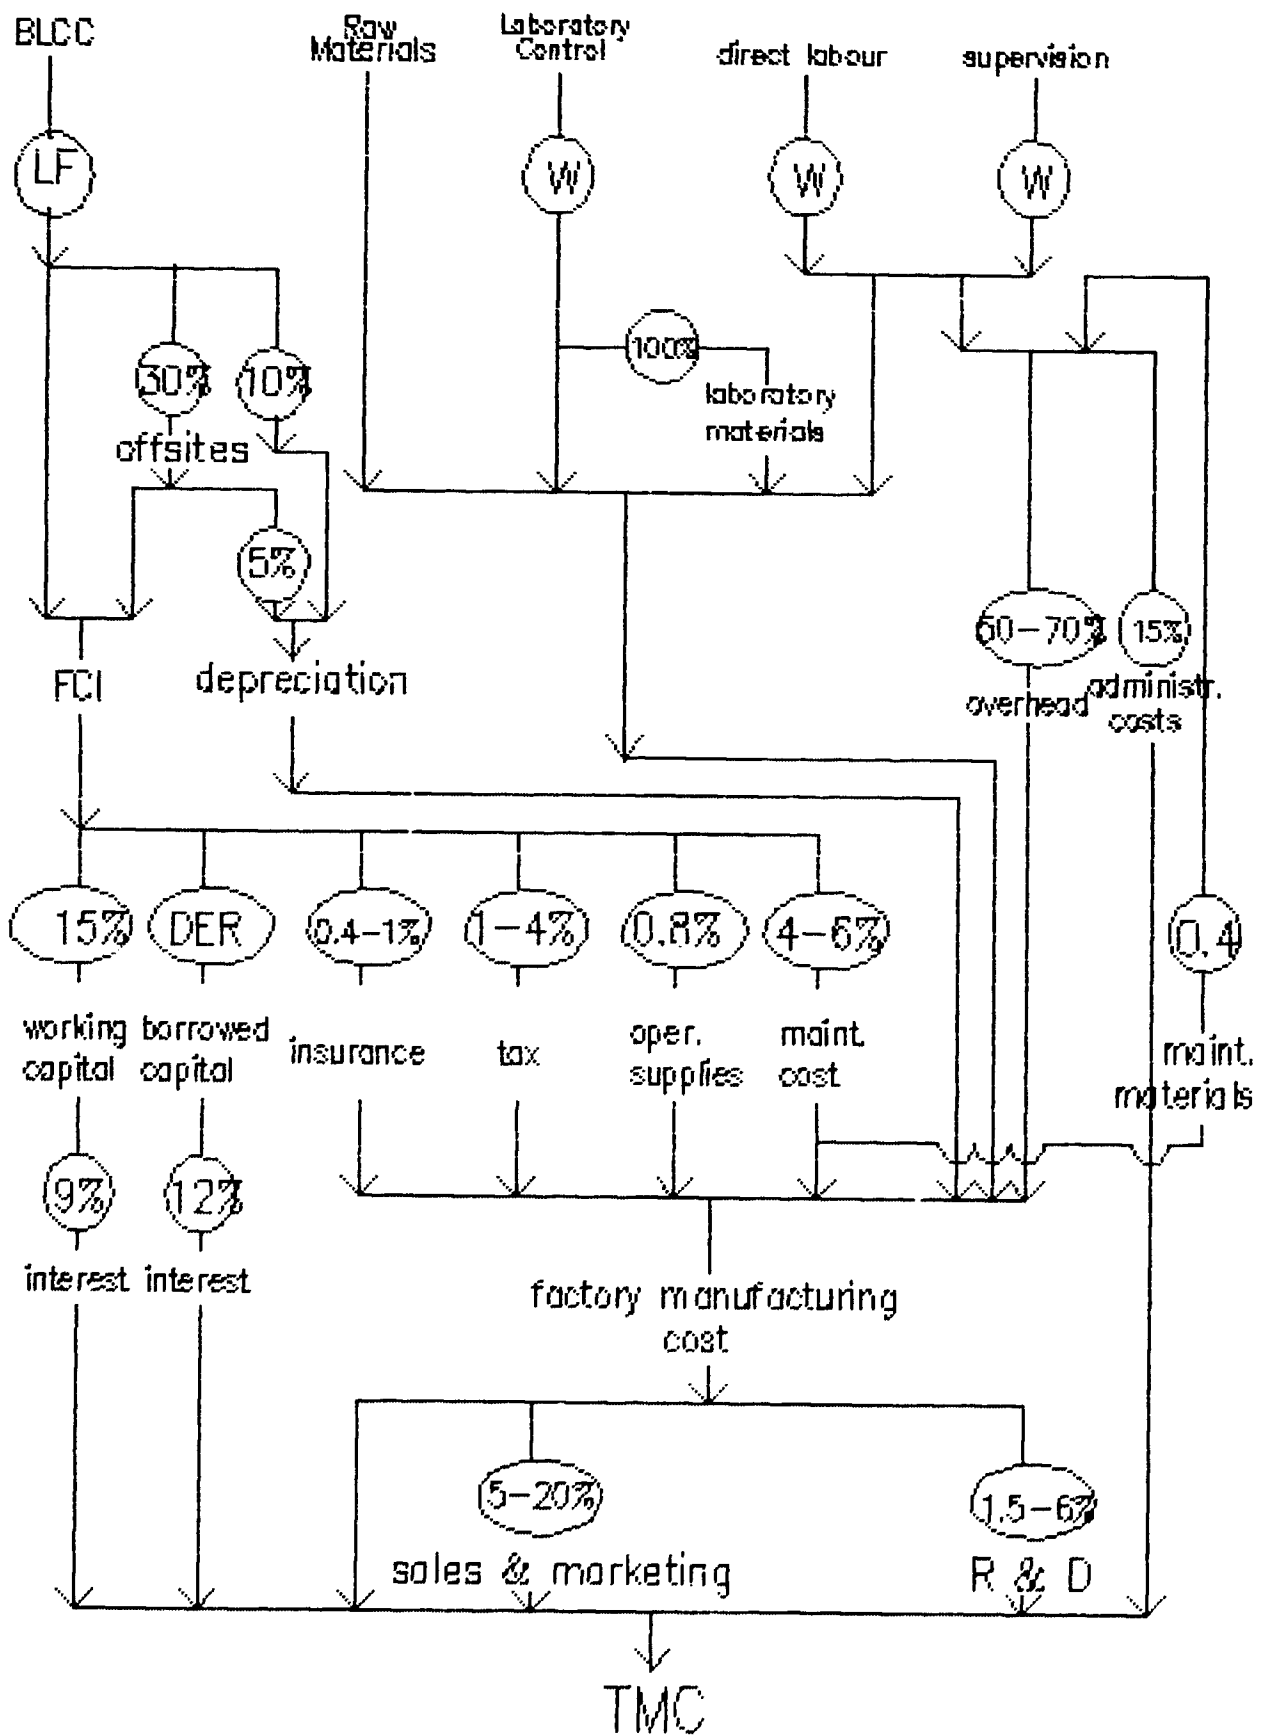 BLCC
Raw
Materials
Laboratory
Control
direct labour
supervision
LF
W
W
W
30%
10%
100%
offsites
laboratory
materials
5%
50-70%
15%
FCI
depreciation
overhead
administr.
costs
15%
DER
0.4-1%
1-4%
0.8%
4-6%
0.4
working
capital
borrowed
capital
insurance
tax
oper.
supplies
maint.
cost
maint.
materials
9%
12%
interest
interest
factory manufacturing
cost
5-20%
1.5-6%
sales & marketing
R & D
TMC